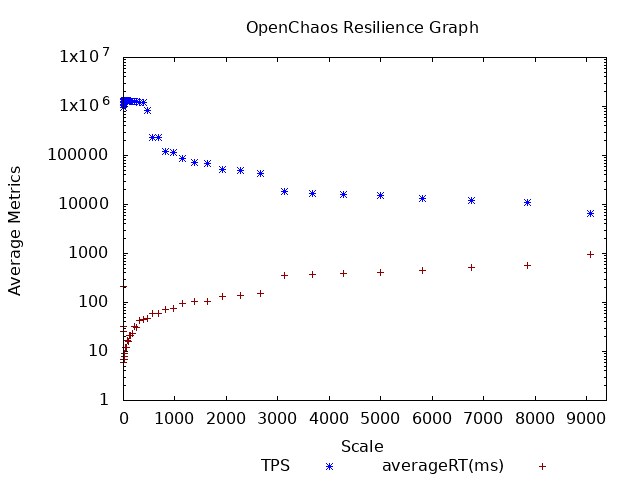 OpenChaos Resilience Graph
1x10^7
1x10^6
100000
10000
1000
100
10
1
Average Metrics
0 1000 2000 3000 4000 5000 6000 7000 8000 9000
Scale
TPS averageRT(ms)